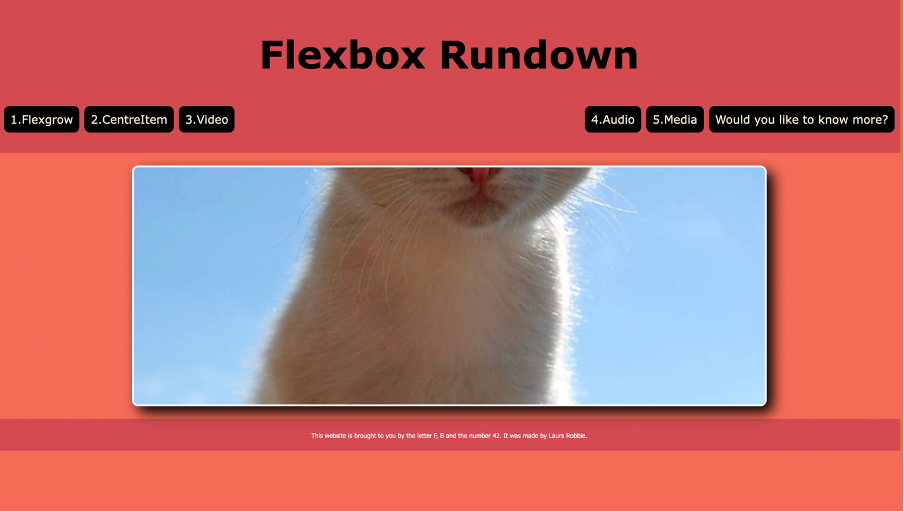 Flexbox Rundown
1.Flexgrow 2.CentreItem 3.Video 4.Audio 5.Media Would you like to know more?
This website is brought to you by the letter F, B and the number 42. It was made by Laura Robbie.